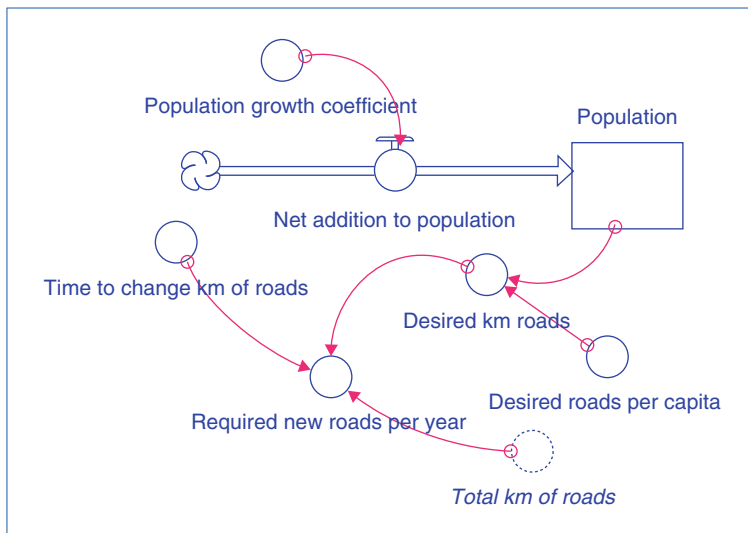 Population growth coefficient
Population
Net addition to population
Time to change km of roads
Desired km roads
Desired roads per capita
Required new roads per year
Total km of roads